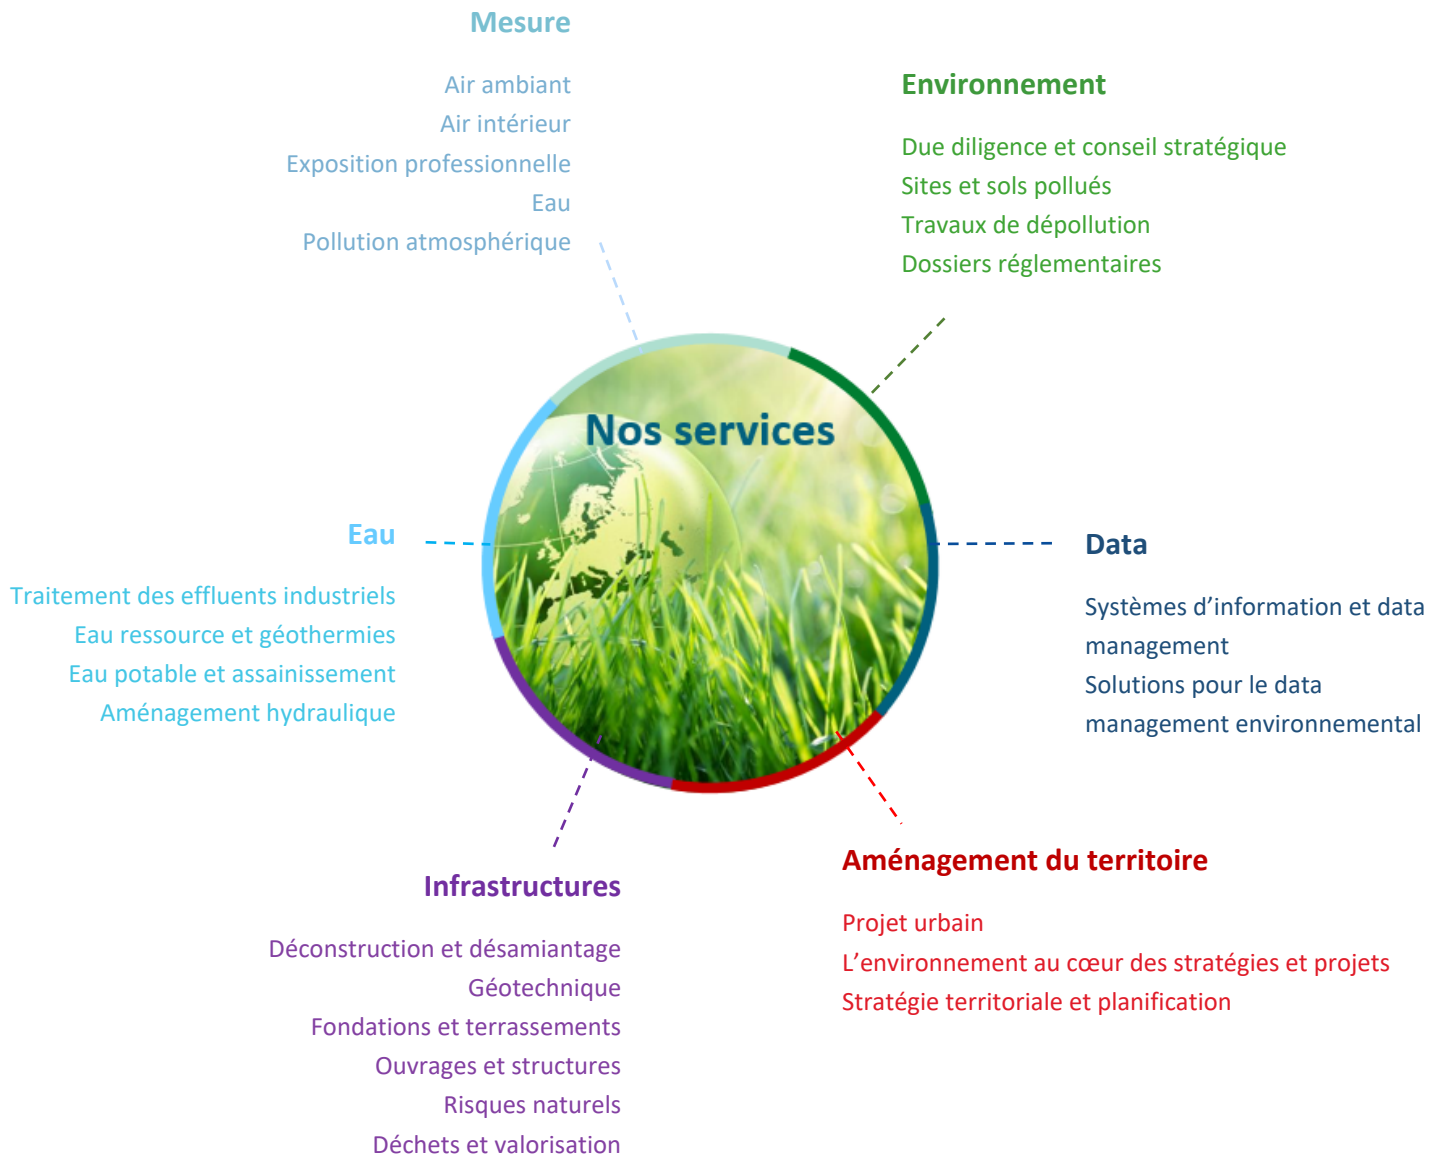 Mesure
Air ambiant
Air intérieur
Exposition professionnelle
Eau
Pollution atmosphérique
Environnement
Due diligence et conseil stratégique
Sites et sols pollués
Travaux de dépollution
Dossiers réglementaires
Nos services
Eau
Traitement des effluents industriels
Eau ressource et géothermies
Eau potable et assainissement
Aménagement hydraulique
Data
Systèmes d’information et data
management
Solutions pour le data
management environnemental
Infrastructures
Déconstruction et désamiantage
Géotechnique
Fondations et terrassements
Ouvrages et structures
Risques naturels
Déchets et valorisation
Aménagement du territoire
Projet urbain
L’environnement au cœur des stratégies et projets
Stratégie territoriale et planification